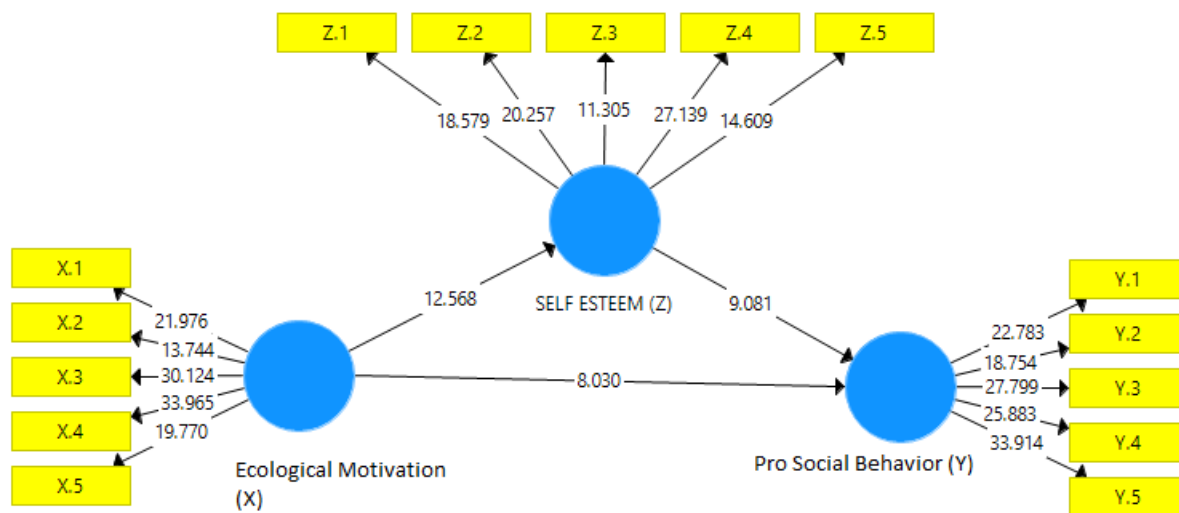 Z.1
Z.2
Z.3
Z.4
Z.5
18.579
20.257
11.305
27.139
14.609
SELF ESTEEM (Z)
12.568
9.081
8.030
X.1
X.2
X.3
X.4
X.5
21.976
13.744
30.124
33.965
19.770
Ecological Motivation
(X)
Y.1
Y.2
Y.3
Y.4
Y.5
22.783
18.754
27.799
25.883
33.914
Pro Social Behavior (Y)